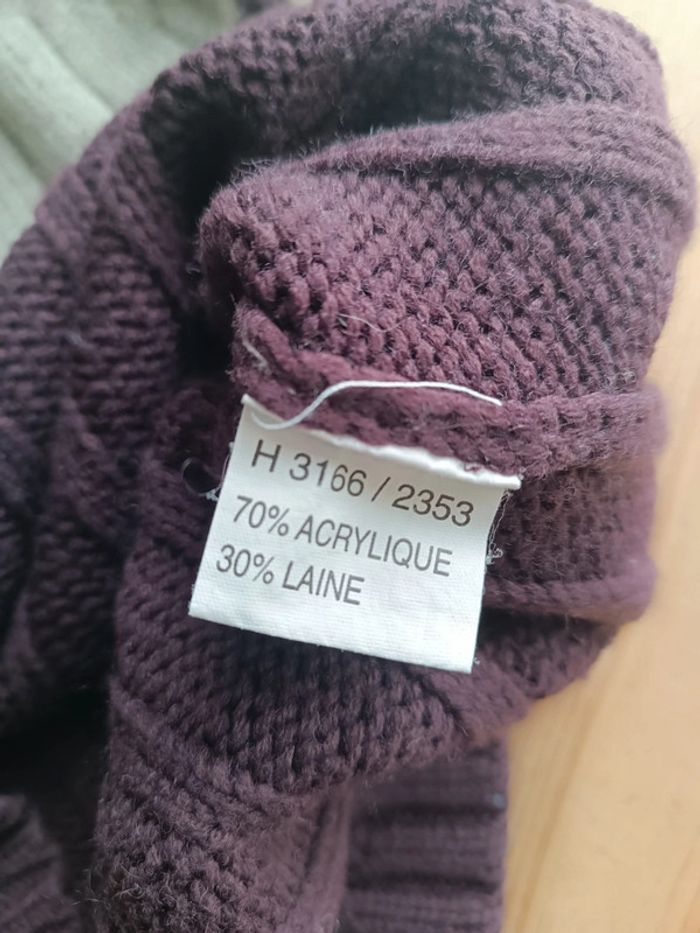 H 3166 / 2353
70% ACRYLIQUE
30% LAINE